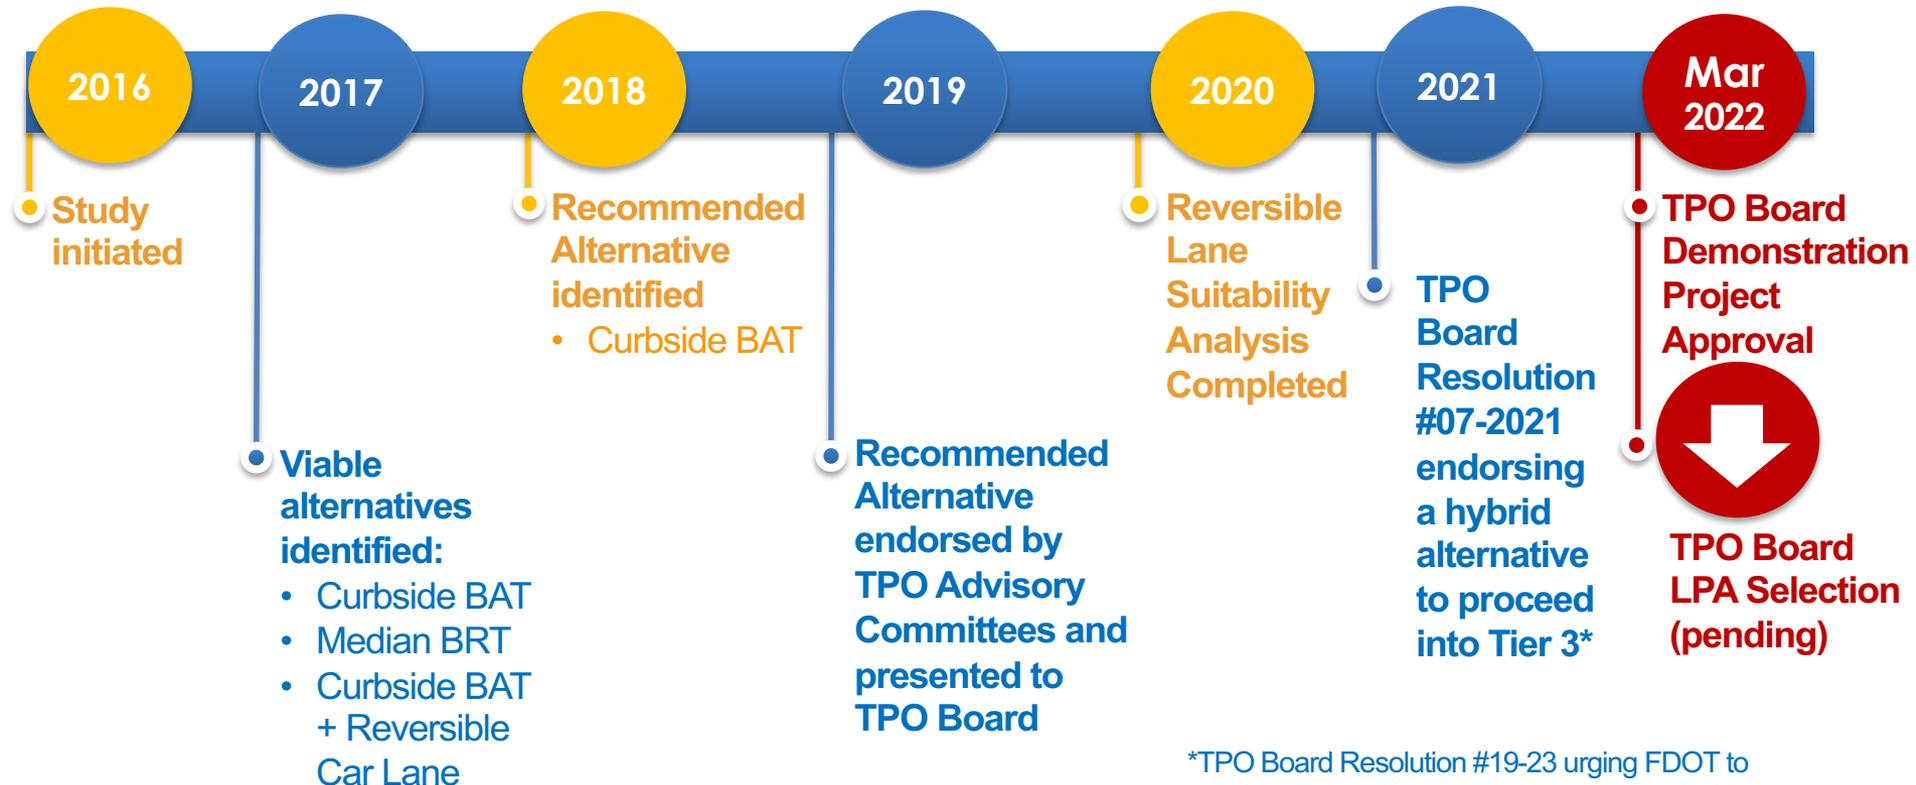 2016
2017
2018
2019
2020
2021
Mar
2022
Study
initiated
Viable
alternatives
identified:
• Curbside BAT
• Median BRT
• Curbside BAT
+ Reversible
Car Lane
Recommended
Alternative
identified
• Curbside BAT
Recommended
Alternative
endorsed by
TPO Advisory
Committees and
presented to
TPO Board
Reversible
Lane
Suitability
Analysis
Completed
TPO
Board
Resolution
#07-2021
endorsing
a hybrid
alternative
to proceed
into Tier 3*
TPO Board
Demonstration
Project
Approval
TPO Board
LPA Selection
(pending)
*TPO Board Resolution #19-23 urging FDOT to